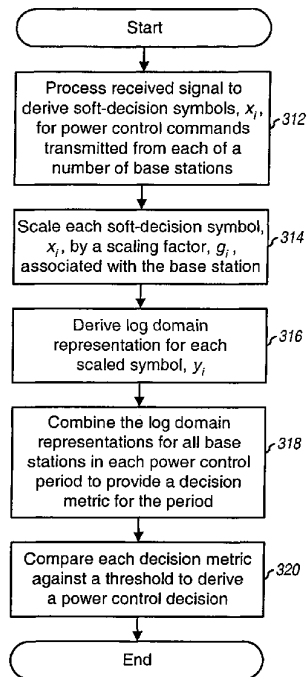 Start
Process received signal to
derive soft-decision symbols, xᵢ,
for power control commands
transmitted from each of a
number of base stations
312
Scale each soft-decision symbol,
xᵢ, by a scaling factor, gᵢ,
associated with the base station
314
Derive log domain
representation for each
scaled symbol, yᵢ
316
Combine the log domain
representations for all base
stations in each power control
period to provide a decision
metric for the period
318
Compare each decision metric
against a threshold to derive
a power control decision
320
End